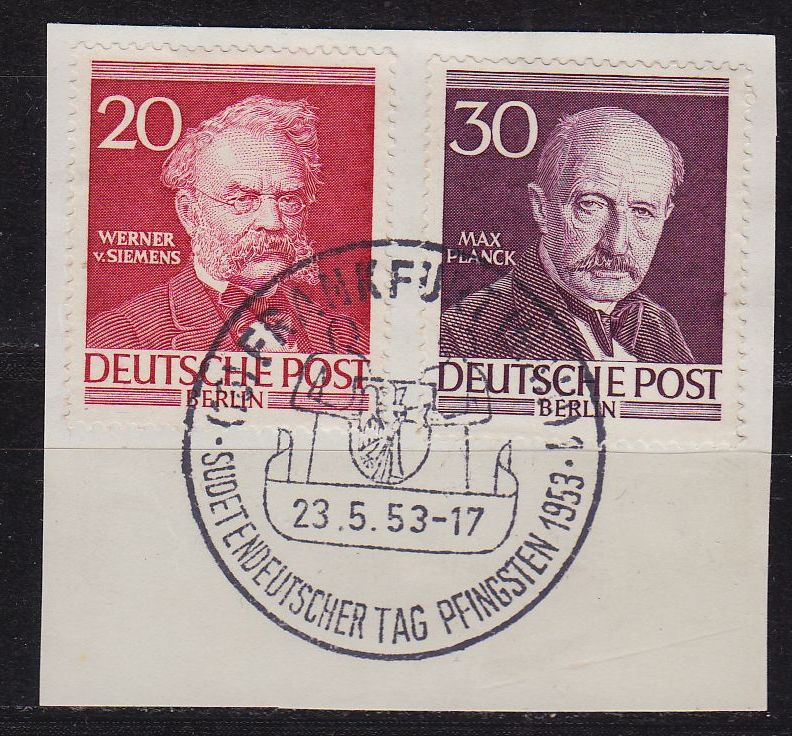 20
WERNER
v. SIEMENS
DEUTSCHE POST
BERLIN
30
MAX
PLANCK
DEUTSCHE POST
BERLIN
23.5.53-17
· SUDETENDEUTSCHER TAG PFINGSTEN 1953 ·